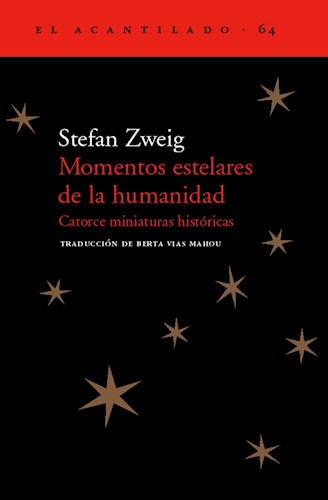 EL ACANTILADO · 64
Stefan Zweig
Momentos estelares
de la humanidad
Catorce miniaturas históricas
TRADUCCIÓN DE BERTA VIAS MAHOU